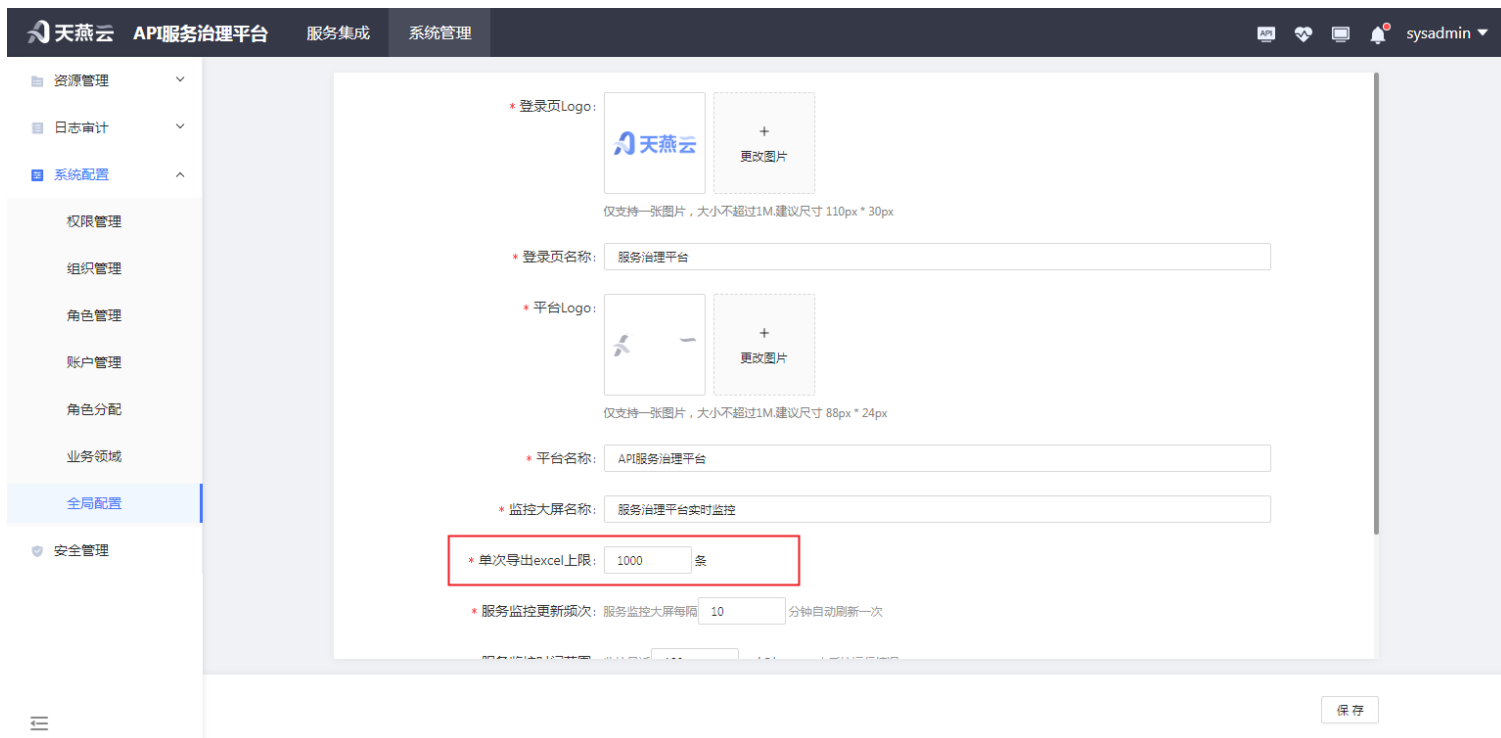 天燕云 API服务治理平台 服务集成 系统管理 API sysadmin
资源管理
日志审计
系统配置
权限管理
组织管理
角色管理
账户管理
角色分配
业务领域
全局配置
安全管理
* 登录页Logo:
天燕云
+
更改图片
仅支持一张图片，大小不超过1M.建议尺寸 110px * 30px
* 登录页名称: 服务治理平台
* 平台Logo:
+
更改图片
仅支持一张图片，大小不超过1M.建议尺寸 88px * 24px
* 平台名称: API服务治理平台
* 监控大屏名称: 服务治理平台实时监控
* 单次导出excel上限: 1000 条
* 服务监控更新频次: 服务监控大屏每隔 10 分钟自动刷新一次
服务监控时间范围:
保存